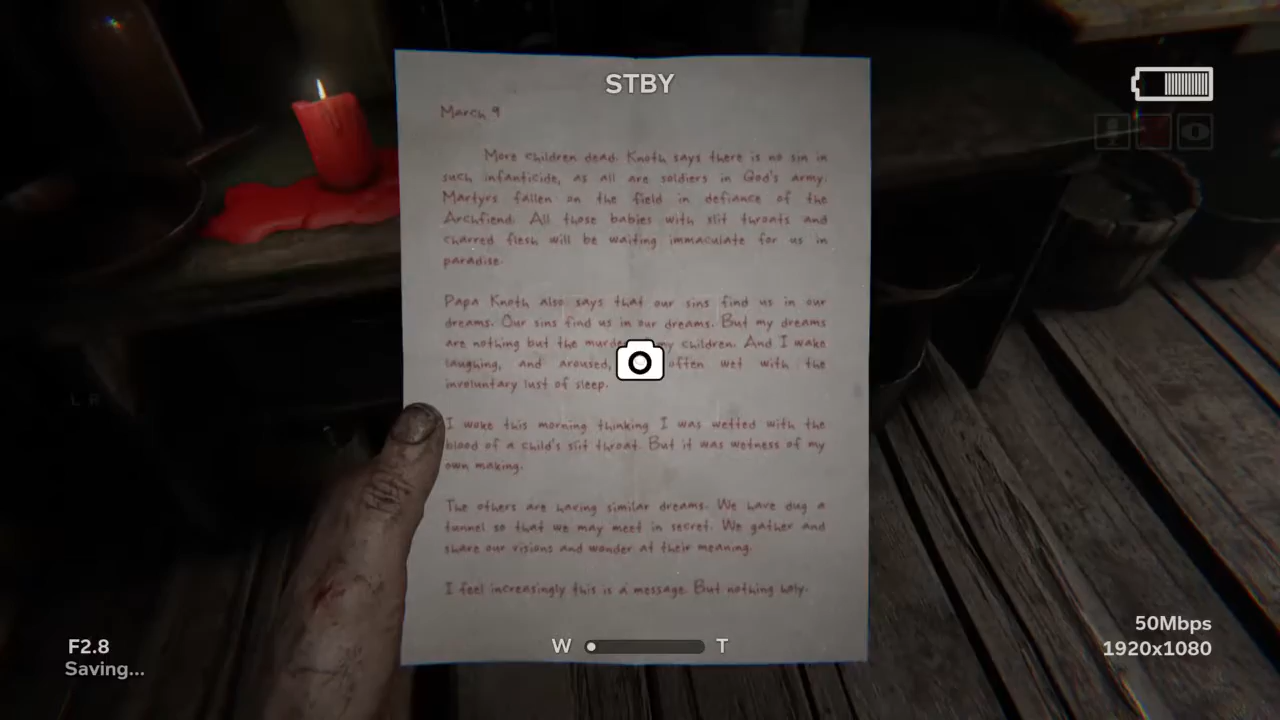 STBY
March 9
More children dead. Knoth says there is no sin in
such infanticide, as all are soldiers in God's army.
Martyrs fallen on the field in defiance of the
Archfiend. All those babies with slit throats and
charred flesh will be waiting immaculate for us in
paradise.
Papa Knoth also says that our sins find us in our
dreams. Our sins find us in our dreams. But my dreams
are nothing but the my children. And I wake
laughing, and aroused, often wet with the
involuntary lust of sleep.
I woke this morning thinking I was wetted with the
blood of a child's slit throat. But it was wetness of my
own making.
The others are having similar dreams. We have dug a
tunnel so that we may meet in secret. We gather and
share our visions and wonder at their meaning.
I feel increasingly this is a message. But nothing holy.
L R
F2.8
Saving...
W T
50Mbps
1920x1080